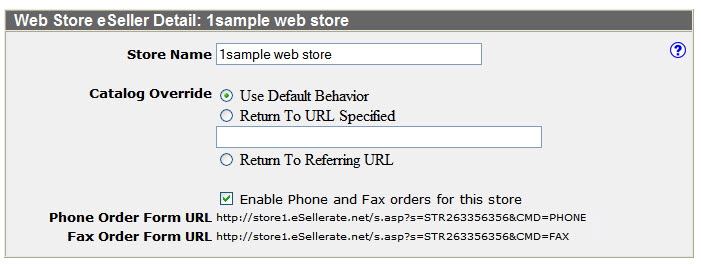 Web Store eSeller Detail: 1sample web store
Store Name 1sample web store ?
Catalog Override Use Default Behavior
Return To URL Specified
Return To Referring URL
Enable Phone and Fax orders for this store
Phone Order Form URL http://store1.eSellerate.net/s.asp?s=STR263356356&CMD=PHONE
Fax Order Form URL http://store1.eSellerate.net/s.asp?s=STR263356356&CMD=FAX